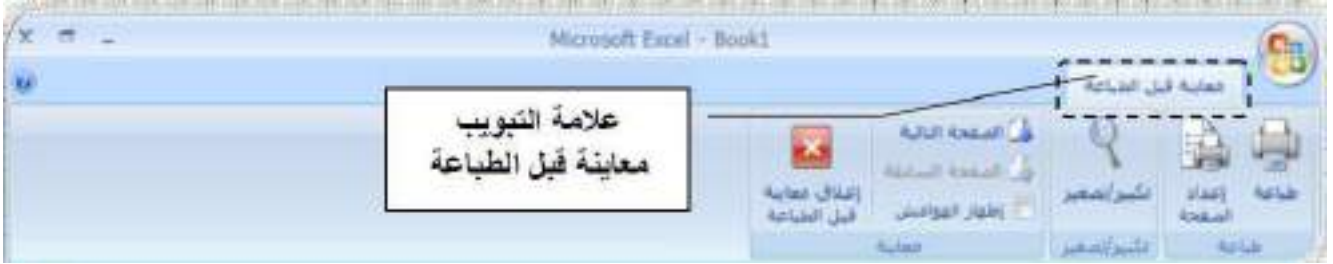 Microsoft Excel - Book1
معاينة قبل الطباعة
علامة التبويب
معاينة قبل الطباعة
طباعة
إعداد الصفحة
تكبير/تصغير
الصفحة التالية
الصفحة السابقة
إظهار الهوامش
إغلاق معاينة
قبل الطباعة
طباعة
تكبير/تصغير
معاينة